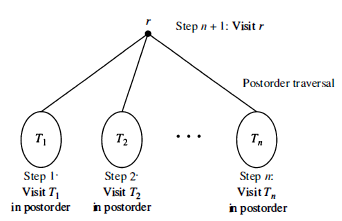 r
Step n + 1: Visit r
Postorder traversal
T1 T2 . . . Tn
Step 1: Step 2: Step n:
Visit T1 Visit T2 Visit Tn
in postorder in postorder in postorder